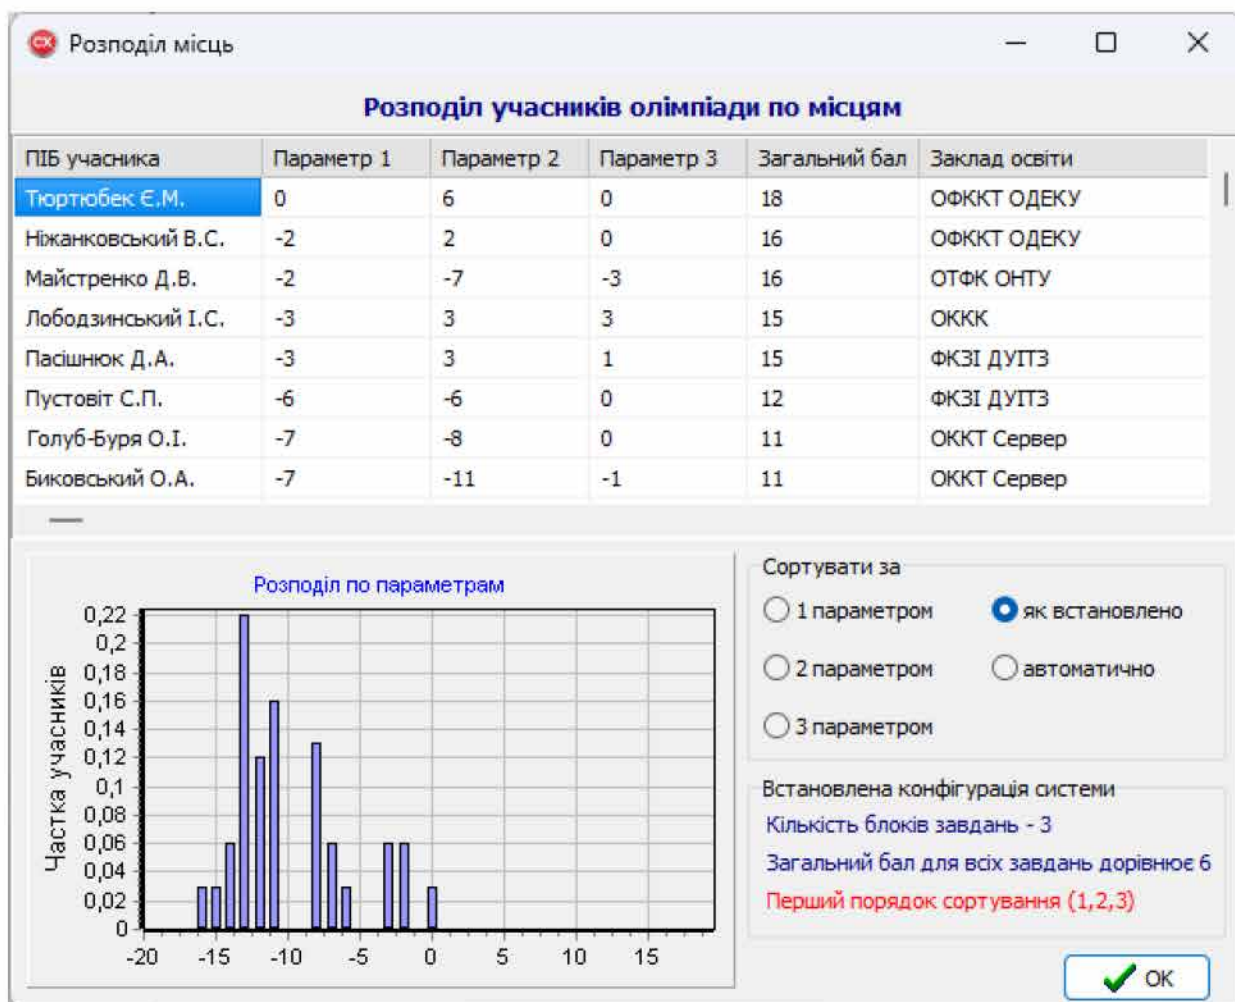 CX Розподіл місць
Розподіл учасників олімпіади по місцям
ПІБ учасника Параметр 1 Параметр 2 Параметр 3 Загальний бал Заклад освіти
Тюртюбек Є.М. 0 6 0 18 ОФККТ ОДЕКУ
Ніжанковський В.С. -2 2 0 16 ОФККТ ОДЕКУ
Майстренко Д.В. -2 -7 -3 16 ОТФК ОНТУ
Лободзинський І.С. -3 3 3 15 ОККК
Пасішнюк Д.А. -3 3 1 15 ФКЗІ ДУІТЗ
Пустовіт С.П. -6 -6 0 12 ФКЗІ ДУІТЗ
Голуб-Буря О.І. -7 -8 0 11 ОККТ Сервер
Биковський О.А. -7 -11 -1 11 ОККТ Сервер
Розподіл по параметрам
Частка учасників
0,22
0,2
0,18
0,16
0,14
0,12
0,1
0,08
0,06
0,04
0,02
0
-20 -15 -10 -5 0 5 10 15
Сортувати за
1 параметром як встановлено
2 параметром автоматично
3 параметром
Встановлена конфігурація системи
Кількість блоків завдань - 3
Загальний бал для всіх завдань дорівнює 6
Перший порядок сортування (1,2,3)
OK